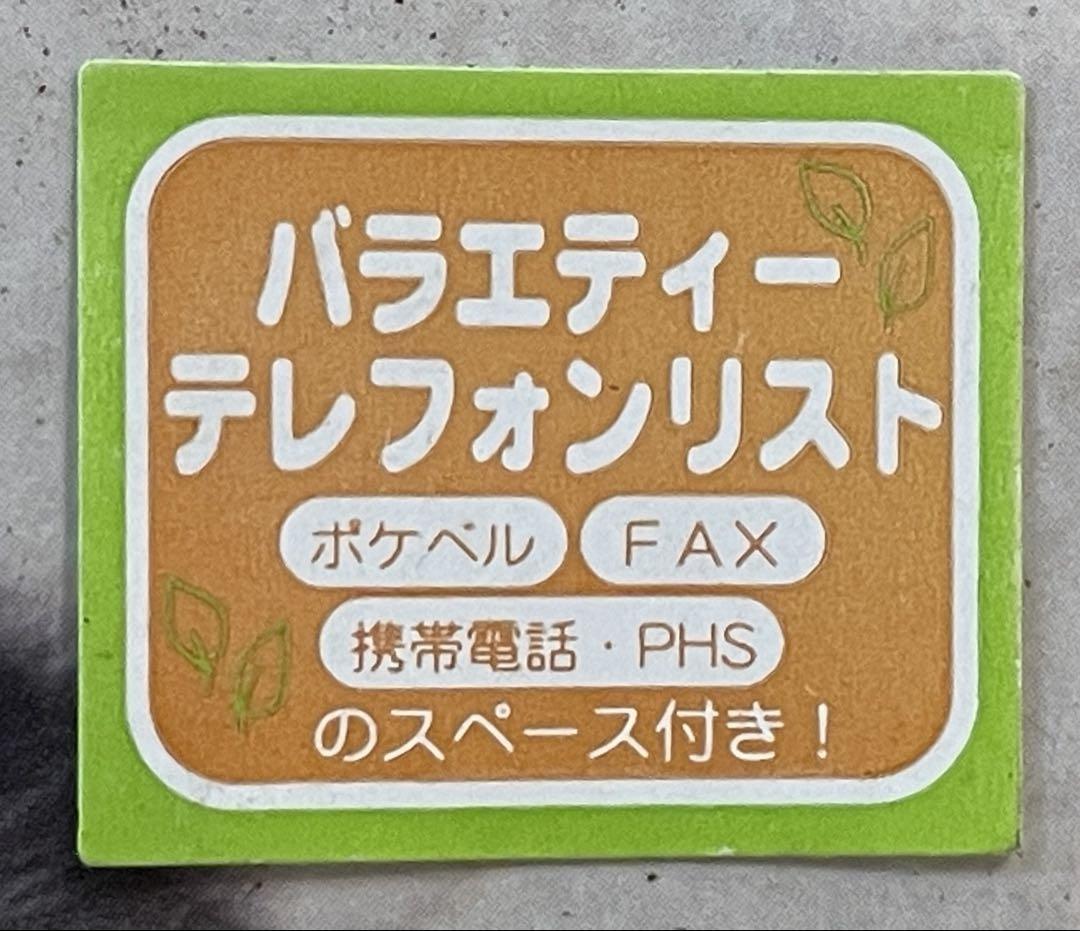 バラエティー
テレフォンリスト
ポケベル ＦＡＸ
携帯電話・PHS
のスペース付き！